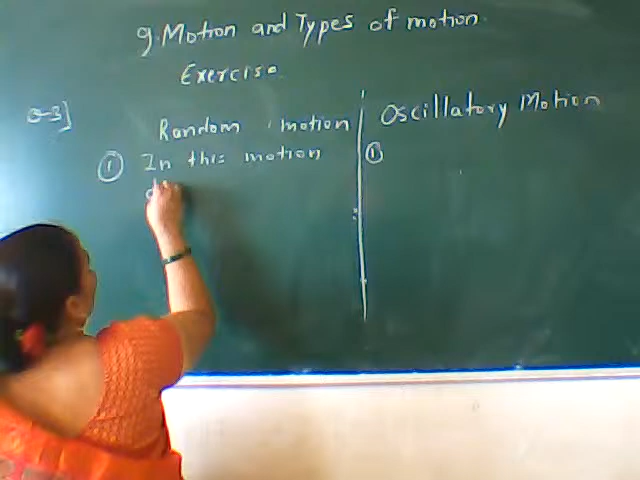 9. Motion and Types of motion.
Exercise.
Q-3]
Random motion
Oscillatory Motion
① In this motion
①